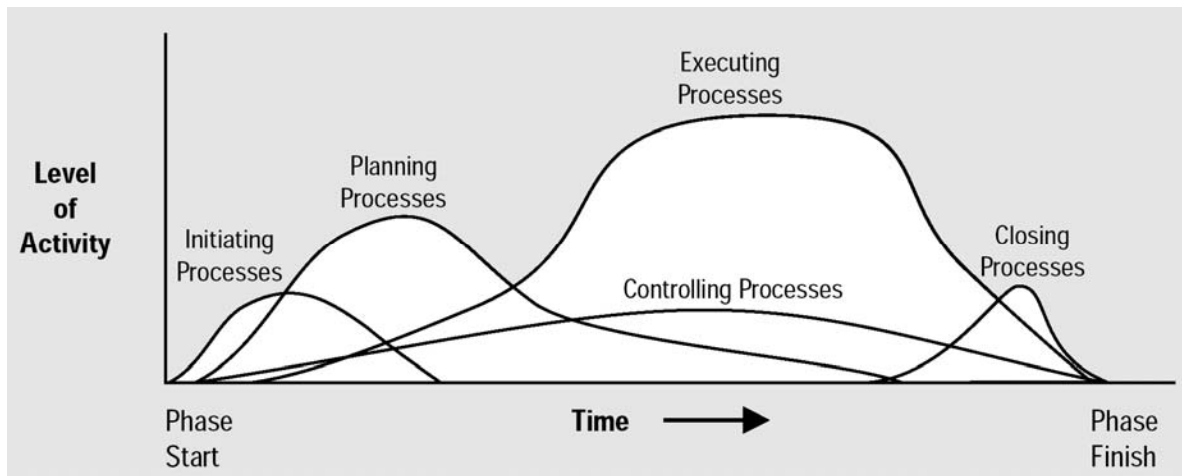 Executing
Processes
Planning
Processes
Level
of
Activity
Initiating
Processes
Closing
Processes
Controlling Processes
Phase
Start
Time
Phase
Finish